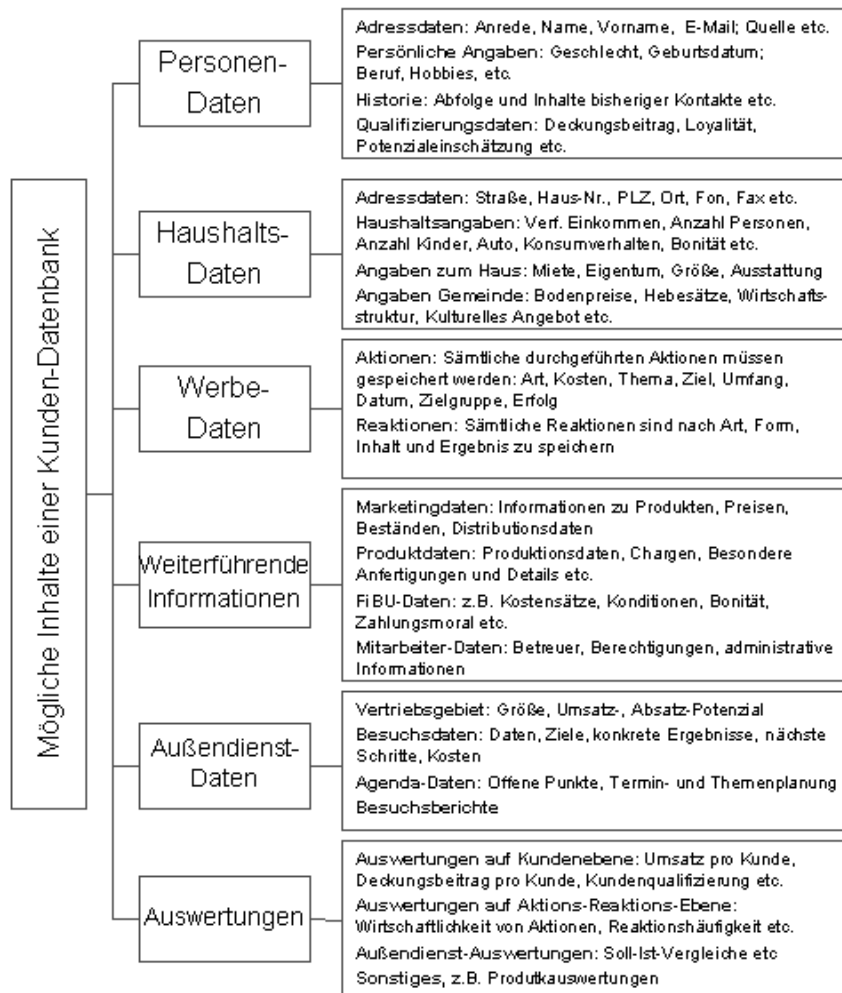 Mögliche Inhalte einer Kunden-Datenbank
Personen-
Daten
Adressdaten: Anrede, Name, Vorname, E-Mail; Quelle etc.
Persönliche Angaben: Geschlecht, Geburtsdatum;
Beruf, Hobbies, etc.
Historie: Abfolge und Inhalte bisheriger Kontakte etc.
Qualifizierungsdaten: Deckungsbeitrag, Loyalität,
Potenzialeinschätzung etc.
Haushalts-
Daten
Adressdaten: Straße, Haus-Nr., PLZ, Ort, Fon, Fax etc.
Haushaltsangaben: Verf. Einkommen, Anzahl Personen,
Anzahl Kinder, Auto, Konsumverhalten, Bonität etc.
Angaben zum Haus: Miete, Eigentum, Größe, Ausstattung
Angaben Gemeinde: Bodenpreise, Hebesätze, Wirtschafts-
struktur, Kulturelles Angebot etc.
Werbe-
Daten
Aktionen: Sämtliche durchgeführten Aktionen müssen
gespeichert werden: Art, Kosten, Thema, Ziel, Umfang,
Datum, Zielgruppe, Erfolg
Reaktionen: Sämtliche Reaktionen sind nach Art, Form,
Inhalt und Ergebnis zu speichern
Weiterführende
Informationen
Marketingdaten: Informationen zu Produkten, Preisen,
Beständen, Distributionsdaten
Produktdaten: Produktionsdaten, Chargen, Besondere
Anfertigungen und Details etc.
FiBU-Daten: z.B. Kostensätze, Konditionen, Bonität,
Zahlungsmoral etc.
Mitarbeiter-Daten: Betreuer, Berechtigungen, administrative
Informationen
Außendienst-
Daten
Vertriebsgebiet: Größe, Umsatz-, Absatz-Potenzial
Besuchsdaten: Daten, Ziele, konkrete Ergebnisse, nächste
Schritte, Kosten
Agenda-Daten: Offene Punkte, Termin- und Themenplanung
Besuchsberichte
Auswertungen
Auswertungen auf Kundenebene: Umsatz pro Kunde,
Deckungsbeitrag pro Kunde, Kundenqualifizierung etc.
Auswertungen auf Aktions-Reaktions-Ebene:
Wirtschaftlichkeit von Aktionen, Reaktionshäufigkeit etc.
Außendienst-Auswertungen: Soll-Ist-Vergleiche etc
Sonstiges, z.B. Produtkauswertungen